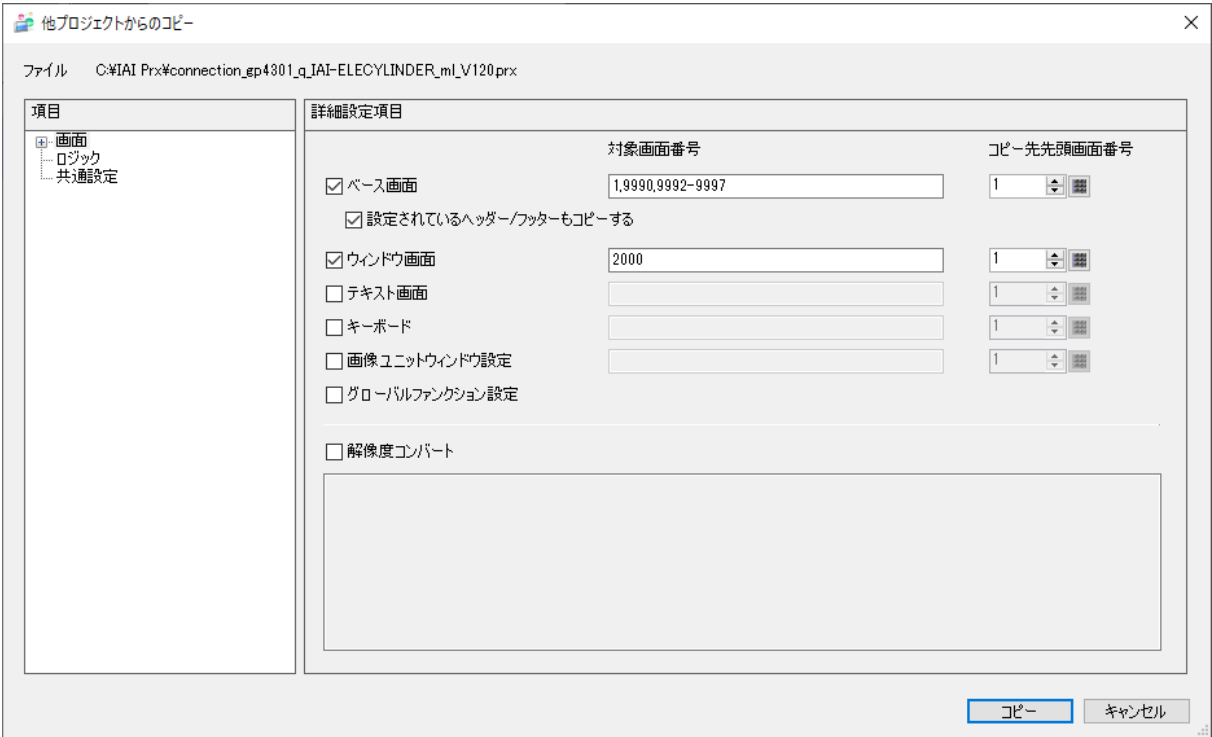 他プロジェクトからのコピー
ファイル C:¥IAI Prx¥connection_gp4301_q_IAI-ELECYLINDER_ml_V120.prx
項目
画面
ロジック
共通設定
詳細設定項目
対象画面番号 コピー先先頭画面番号
ベース画面 1,9990,9992-9997 1
設定されているヘッダー/フッターもコピーする
ウィンドウ画面 2000 1
テキスト画面 1
キーボード 1
画像ユニットウィンドウ設定 1
グローバルファンクション設定
解像度コンバート
コピー キャンセル